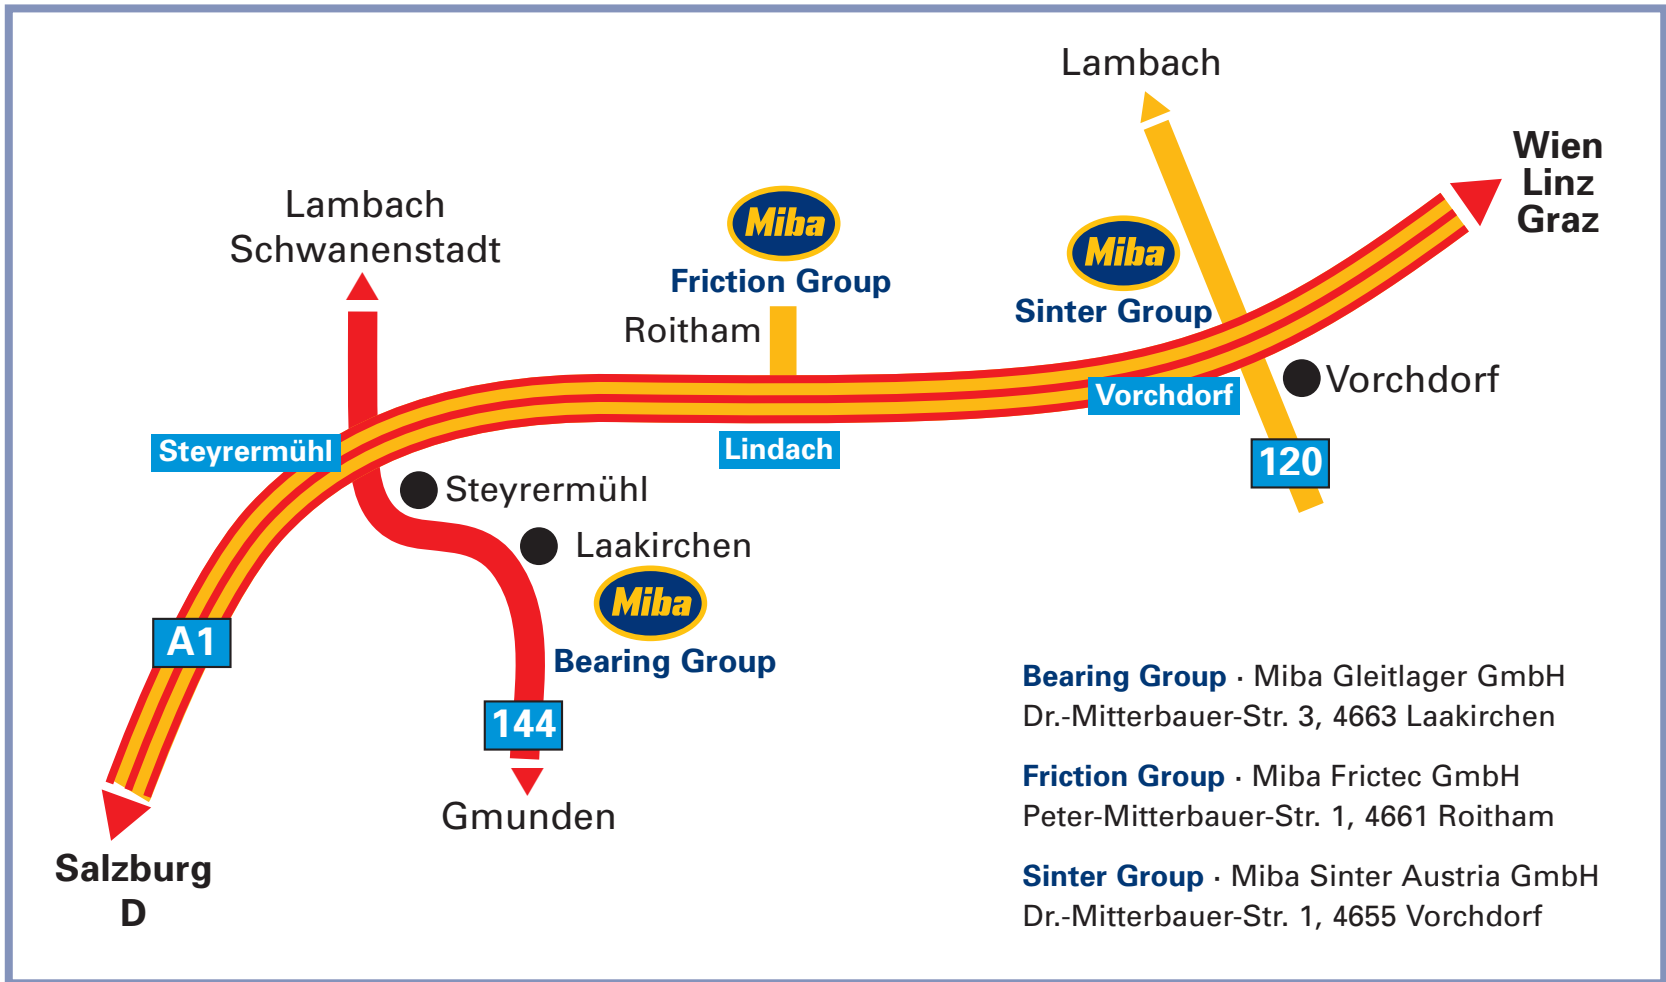 Lambach
Wien
Linz
Graz
Lambach
Schwanenstadt
Miba
Friction Group
Roitham
Miba
Sinter Group
Vorchdorf
Vorchdorf
Steyrermühl
Lindach
120
Steyrermühl
Laakirchen
Miba
Bearing Group
A1
144
Gmunden
Salzburg
D
Bearing Group · Miba Gleitlager GmbH
Dr.-Mitterbauer-Str. 3, 4663 Laakirchen
Friction Group · Miba Frictec GmbH
Peter-Mitterbauer-Str. 1, 4661 Roitham
Sinter Group · Miba Sinter Austria GmbH
Dr.-Mitterbauer-Str. 1, 4655 Vorchdorf